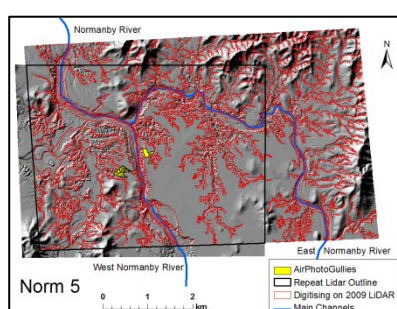 Normanby River
N
East Normanby River
West Normanby River
Norm 5
0 1 2
km
AirPhotoGullies
Repeat Lidar Outline
Digitising on 2009 LiDAR
Main Channels